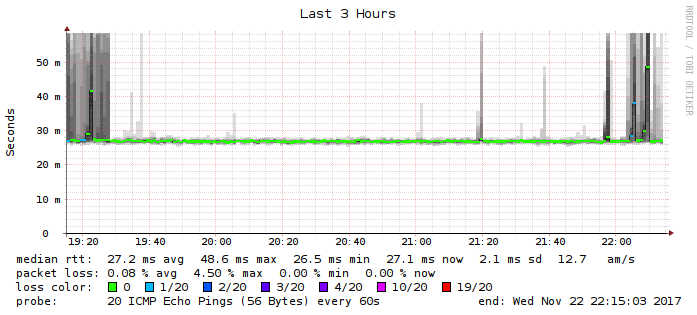 Last 3 Hours
RRDTOOL / TOBI OETIKER
Seconds
50 m
40 m
30 m
20 m
10 m
0
19:20 19:40 20:00 20:20 20:40 21:00 21:20 21:40 22:00
median rtt: 27.2 ms avg 48.6 ms max 26.5 ms min 27.1 ms now 2.1 ms sd 12.7 am/s
packet loss: 0.08 % avg 4.50 % max 0.00 % min 0.00 % now
loss color: 0 1/20 2/20 3/20 4/20 10/20 19/20
probe: 20 ICMP Echo Pings (56 Bytes) every 60s end: Wed Nov 22 22:15:03 2017